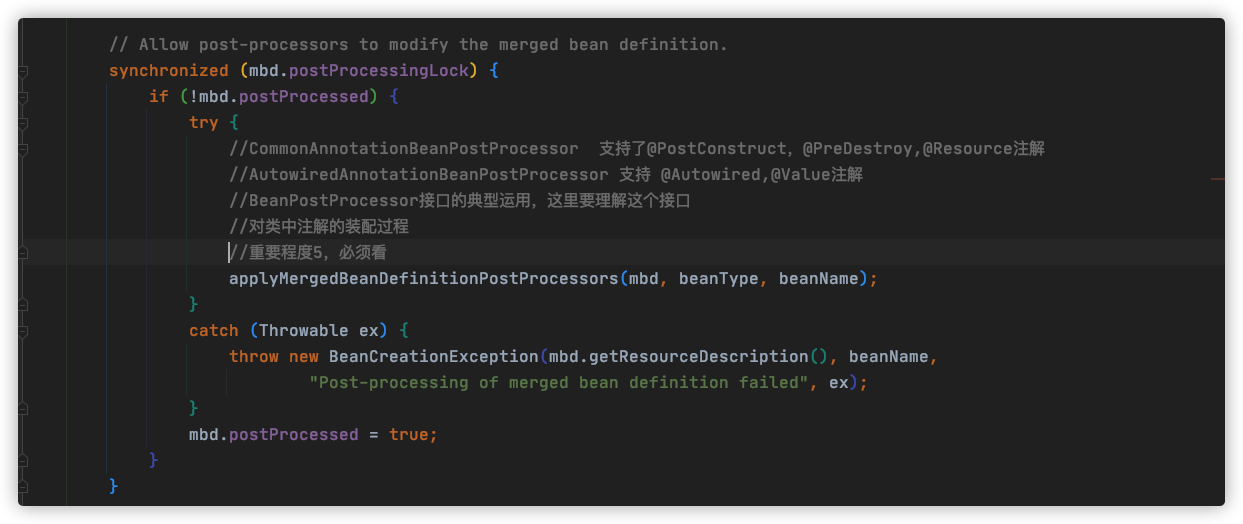 // Allow post-processors to modify the merged bean definition.
synchronized (mbd.postProcessingLock) {
if (!mbd.postProcessed) {
try {
//CommonAnnotationBeanPostProcessor  支持了@PostConstruct，@PreDestroy,@Resource注解
//AutowiredAnnotationBeanPostProcessor 支持 @Autowired,@Value注解
//BeanPostProcessor接口的典型运用，这里要理解这个接口
//对类中注解的装配过程
//重要程度5，必须看
applyMergedBeanDefinitionPostProcessors(mbd, beanType, beanName);
}
catch (Throwable ex) {
throw new BeanCreationException(mbd.getResourceDescription(), beanName,
"Post-processing of merged bean definition failed", ex);
}
mbd.postProcessed = true;
}
}